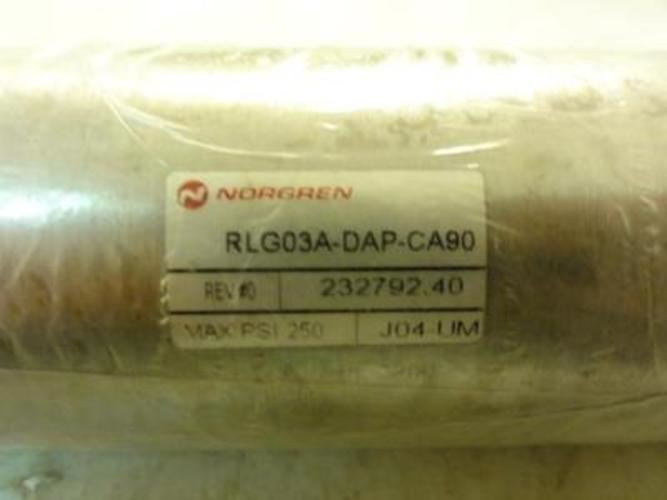 NORGREN
RLG03A-DAP-CA90
REV #0 232792.40
MAX PSI 250 J04 UM